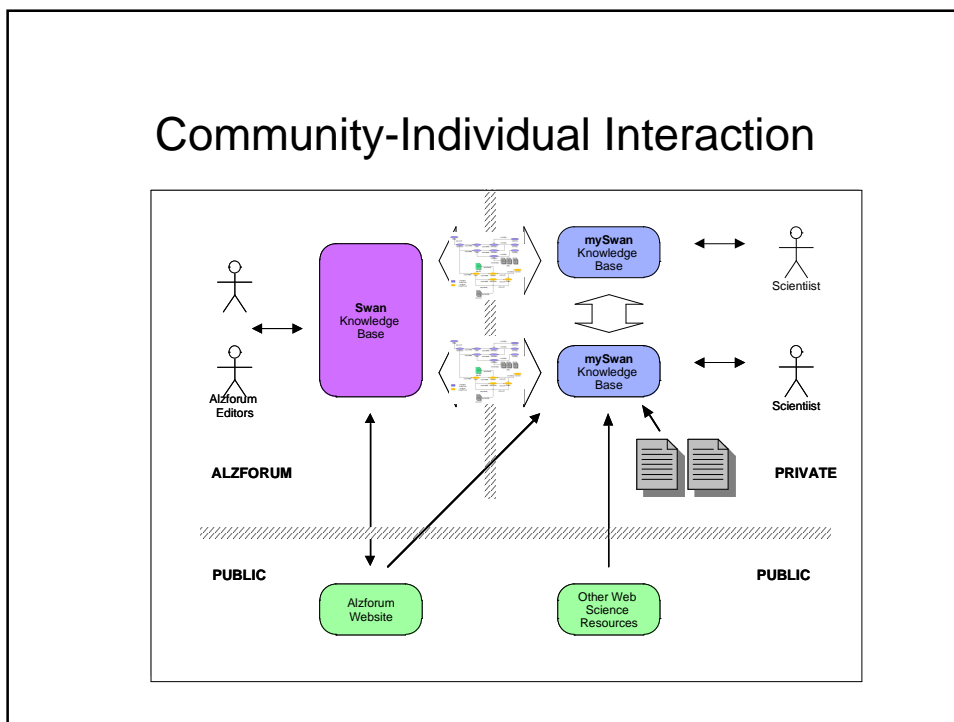 Community-Individual Interaction
Swan
Knowledge
Base
mySwan
Knowledge
Base
Scientiist
Alzforum
Editors
mySwan
Knowledge
Base
Scientiist
ALZFORUM
PRIVATE
PUBLIC
PUBLIC
Alzforum
Website
Other Web
Science
Resources